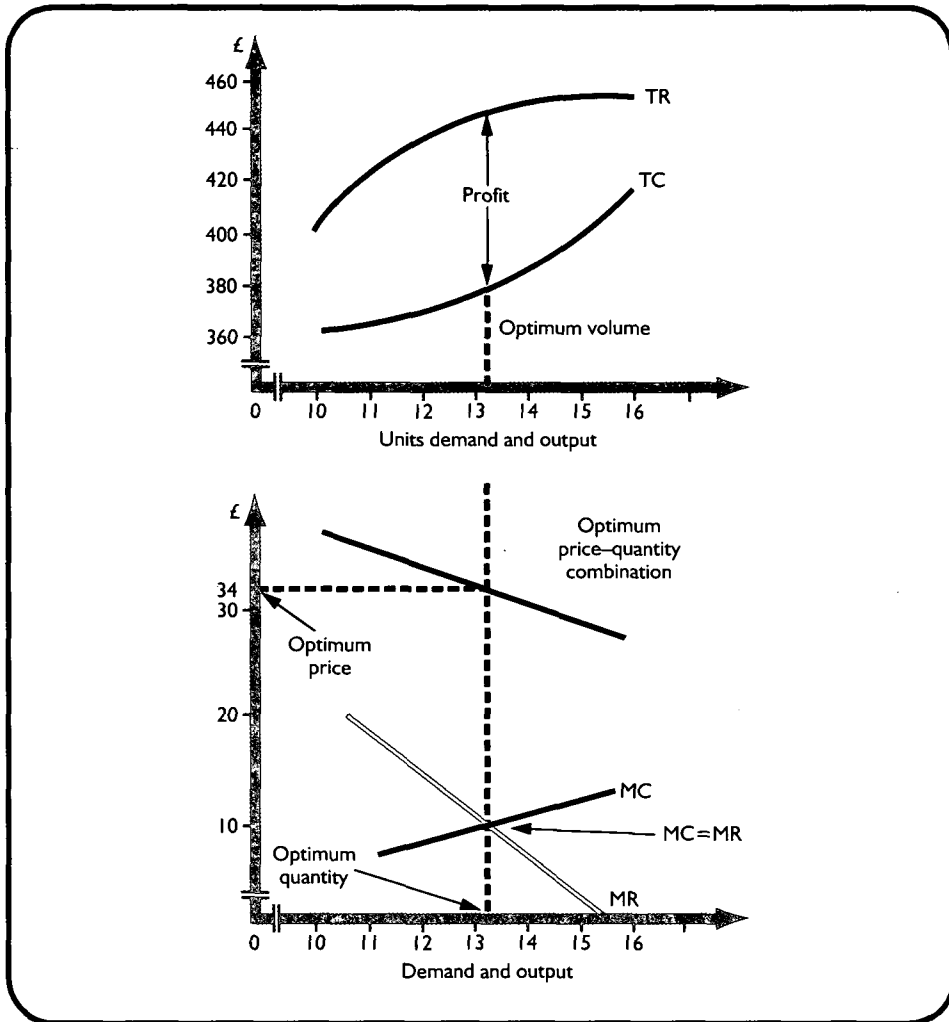 £
460
440
420
400
380
360
TR
TC
Profit
Optimum volume
0 10 11 12 13 14 15 16
Units demand and output
£
34
30
20
10
Optimum
price–quantity
combination
Optimum
price
MC
MC=MR
Optimum
quantity
MR
0 10 11 12 13 14 15 16
Demand and output